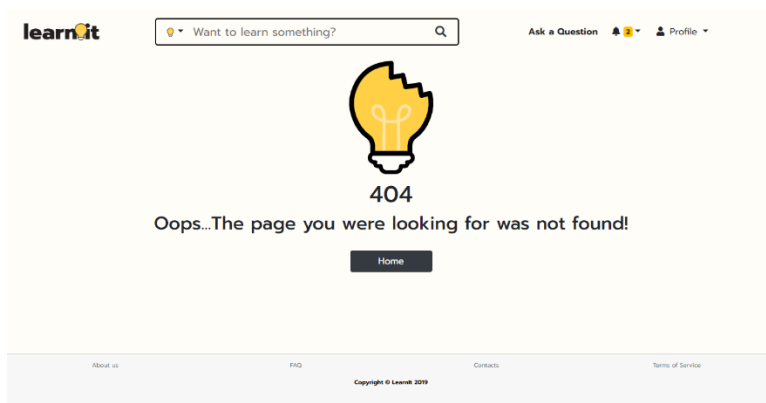 learnit
Want to learn something?
Ask a Question
2
Profile
404
Oops...The page you were looking for was not found!
Home
About us
FAQ
Contacts
Terms of Service
Copyright © LearnIt 2019